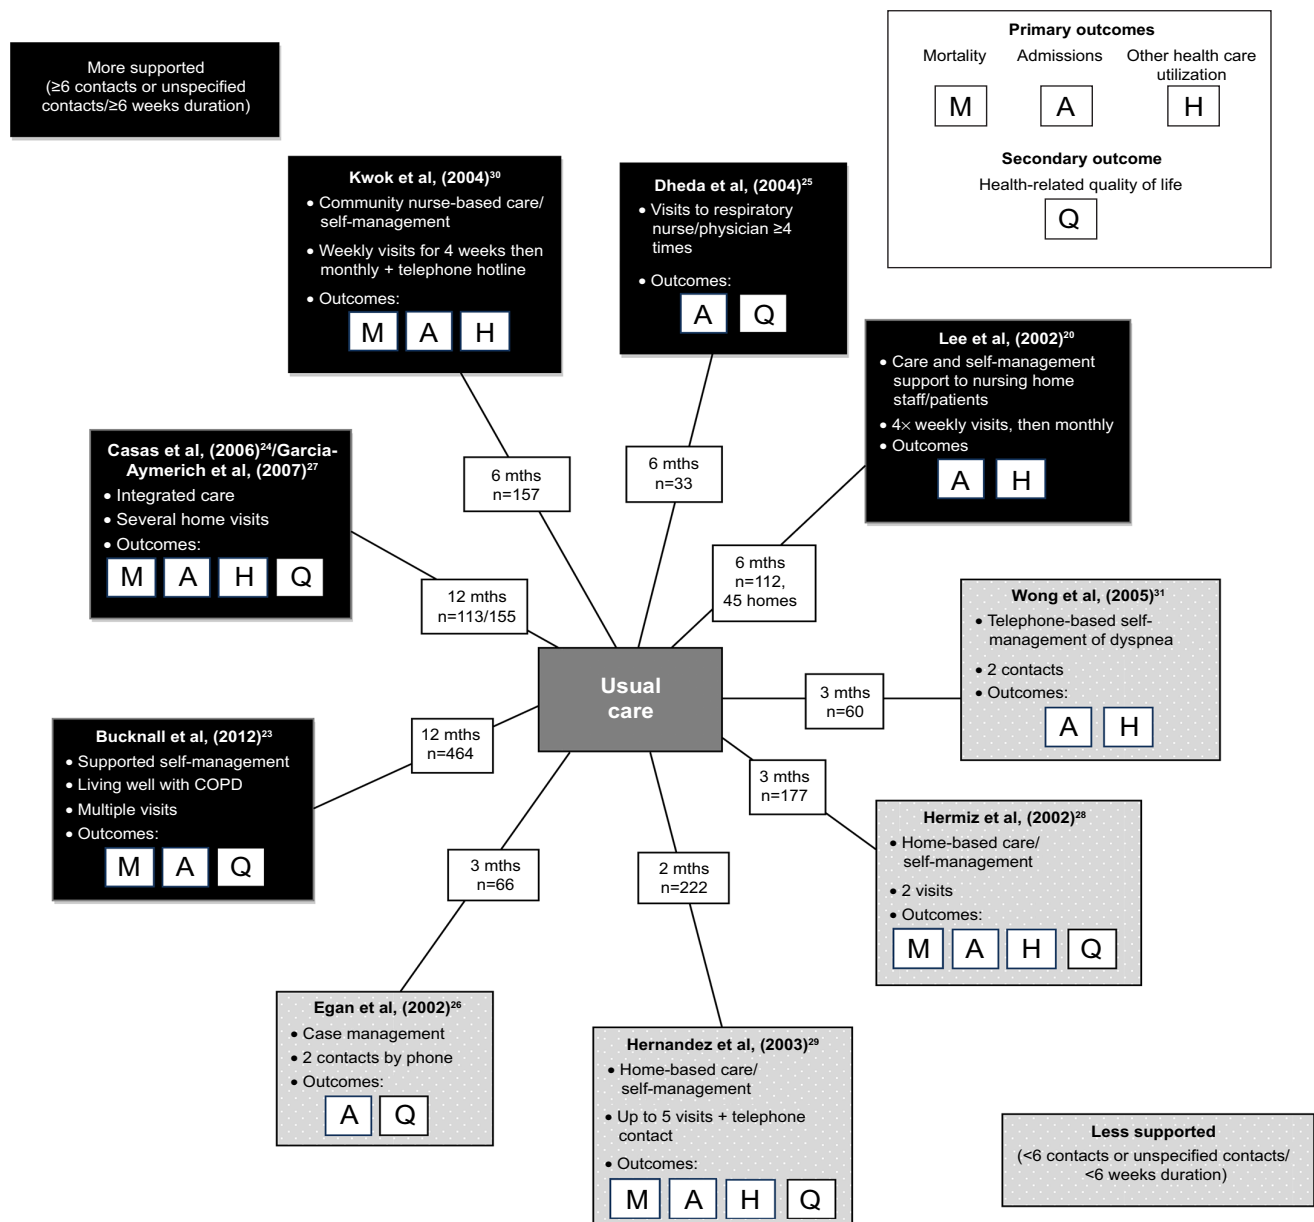 More supported
(≥6 contacts or unspecified
contacts/≥6 weeks duration)
Primary outcomes
Mortality
Admissions
Other health care
utilization
M
A
H
Secondary outcome
Health-related quality of life
Q
Kwok et al, (2004)³⁰
• Community nurse-based care/
self-management
• Weekly visits for 4 weeks then
monthly + telephone hotline
• Outcomes:
M A H
Dheda et al, (2004)²⁵
• Visits to respiratory
nurse/physician ≥4
times
• Outcomes:
A Q
Lee et al, (2002)²⁰
• Care and self-management
support to nursing home
staff/patients
• 4× weekly visits, then monthly
• Outcomes
A H
Casas et al, (2006)²⁴/Garcia-
Aymerich et al, (2007)²⁷
• Integrated care
• Several home visits
• Outcomes:
M A H Q
6 mths
n=157
6 mths
n=33
6 mths
n=112,
45 homes
12 mths
n=113/155
Wong et al, (2005)³¹
• Telephone-based self-
management of dyspnea
• 2 contacts
• Outcomes:
A H
Usual
care
3 mths
n=60
Bucknall et al, (2012)²³
• Supported self-management
• Living well with COPD
• Multiple visits
• Outcomes:
M A Q
12 mths
n=464
3 mths
n=177
Hermiz et al, (2002)²⁸
• Home-based care/
self-management
• 2 visits
• Outcomes:
M A H Q
3 mths
n=66
2 mths
n=222
Egan et al, (2002)²⁶
• Case management
• 2 contacts by phone
• Outcomes:
A Q
Hernandez et al, (2003)²⁹
• Home-based care/
self-management
• Up to 5 visits + telephone
contact
• Outcomes:
M A H Q
Less supported
(<6 contacts or unspecified contacts/
<6 weeks duration)